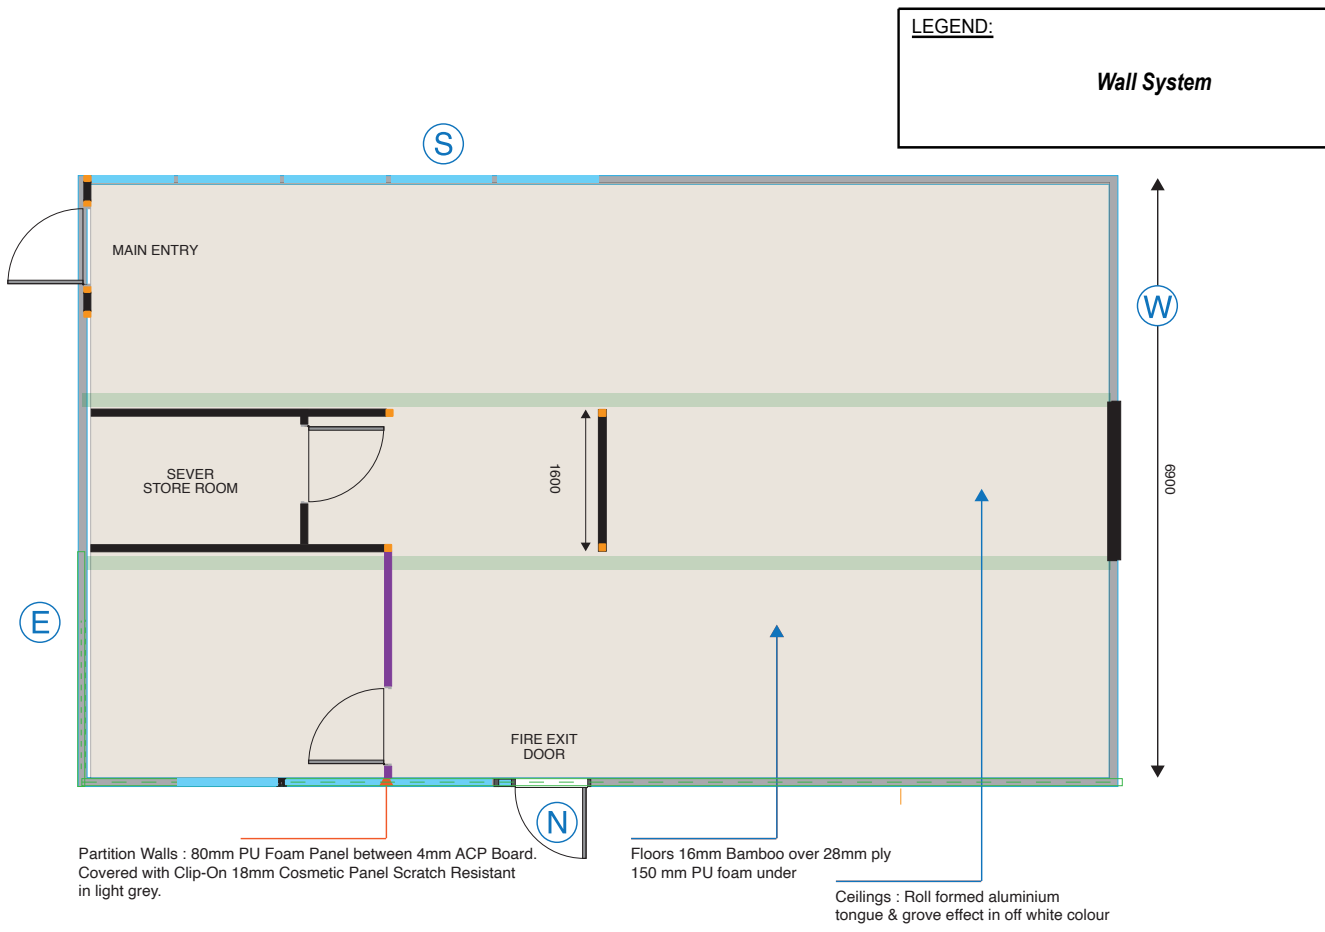 LEGEND:
Wall System
S
MAIN ENTRY
W
SEVER
STORE ROOM
1600
6900
E
FIRE EXIT
DOOR
N
Partition Walls : 80mm PU Foam Panel between 4mm ACP Board.
Covered with Clip-On 18mm Cosmetic Panel Scratch Resistant
in light grey.
Floors 16mm Bamboo over 28mm ply
150 mm PU foam under
Ceilings : Roll formed aluminium
tongue & grove effect in off white colour